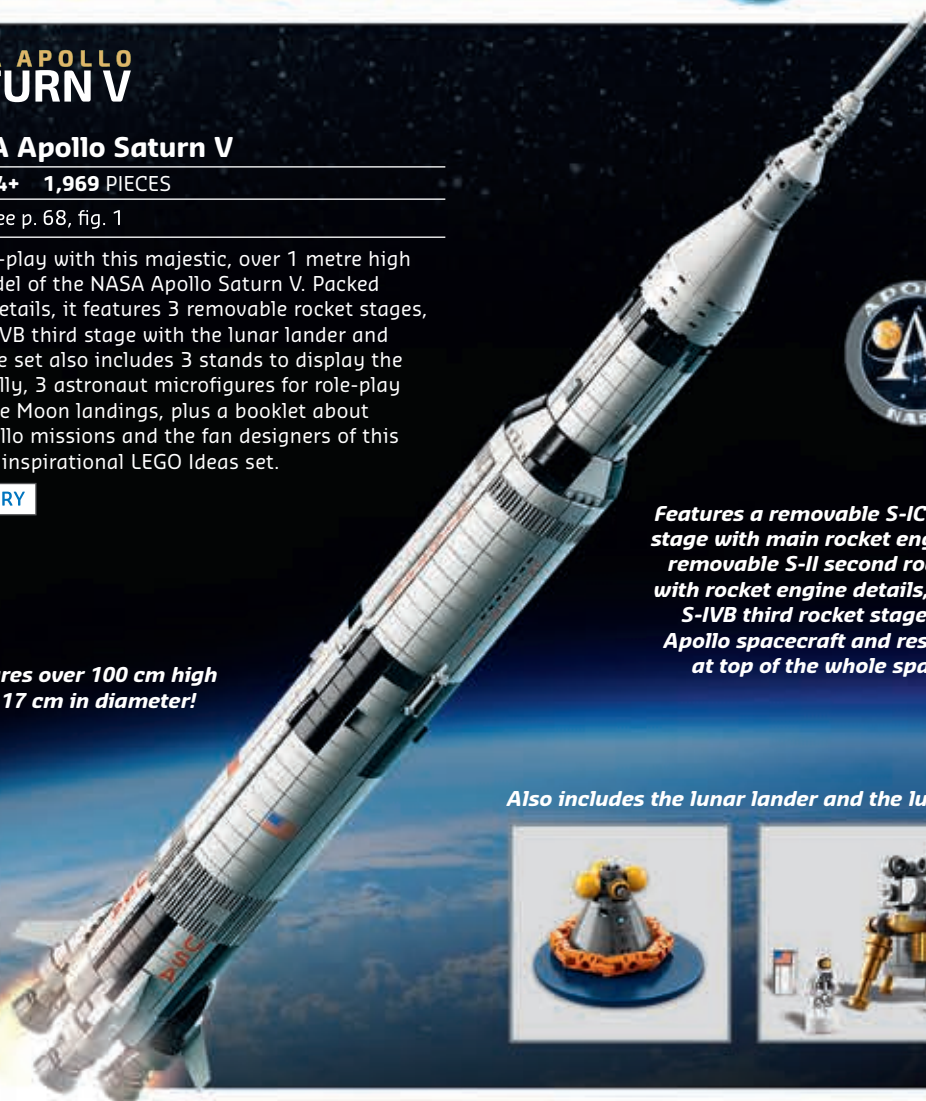 A APOLLO
TURN V
A Apollo Saturn V
4+ 1,969 PIECES
ee p. 68, fig. 1
-play with this majestic, over 1 metre high
del of the NASA Apollo Saturn V. Packed
etails, it features 3 removable rocket stages,
IVB third stage with the lunar lander and
e set also includes 3 stands to display the
lly, 3 astronaut microfigures for role-play
e Moon landings, plus a booklet about
llo missions and the fan designers of this
inspirational LEGO Ideas set.
RY
APOL
NAS
Features a removable S-IC
stage with main rocket eng
removable S-II second ro
with rocket engine details,
S-IVB third rocket stage
Apollo spacecraft and res
at top of the whole spa
res over 100 cm high
17 cm in diameter!
Also includes the lunar lander and the lu
USA